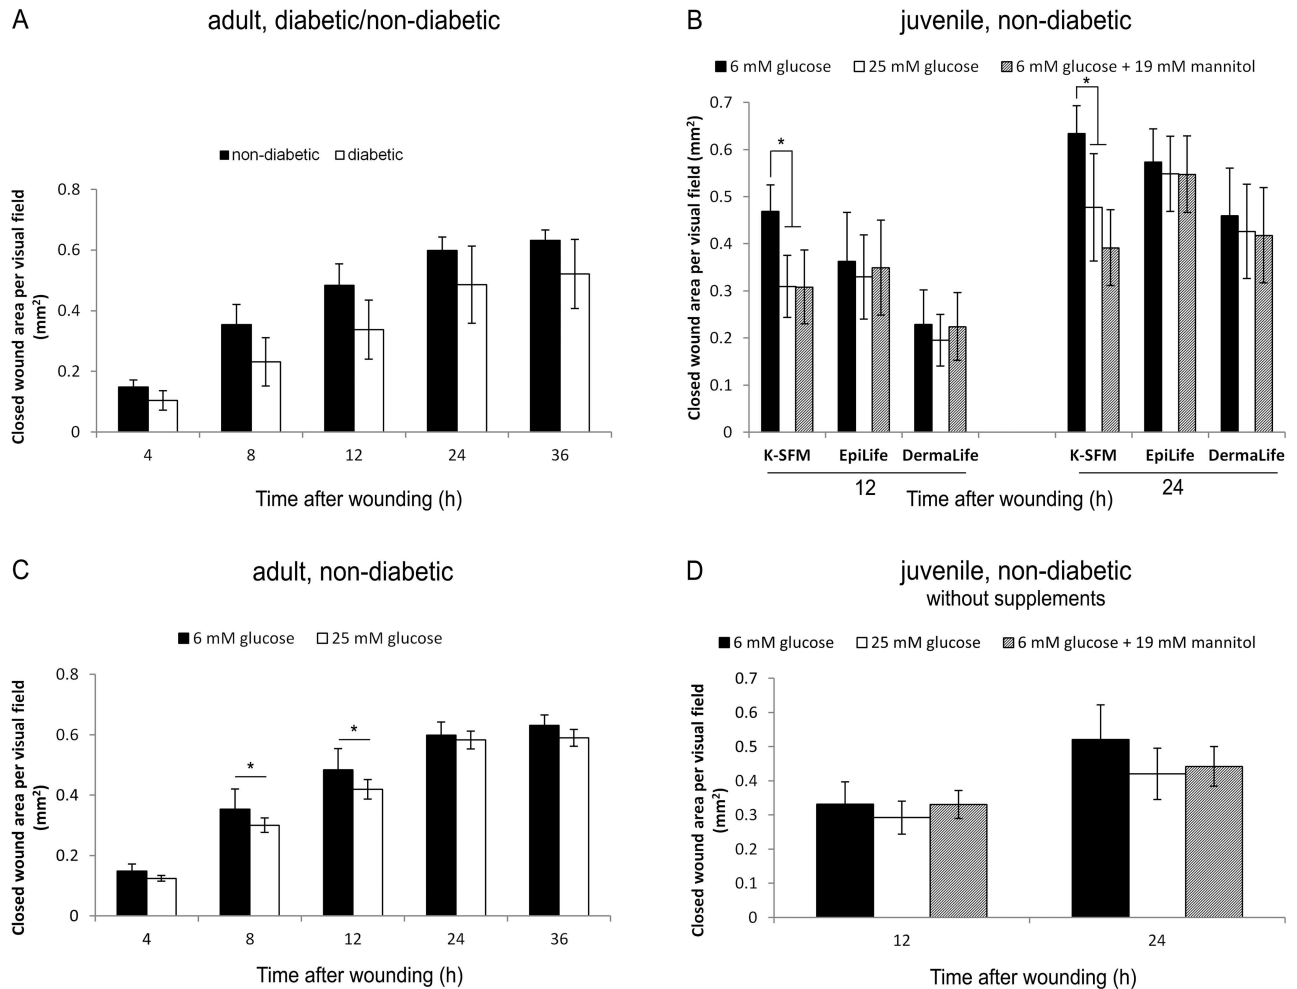 A
adult, diabetic/non-diabetic
non-diabetic diabetic
Closed wound area per visual field
(mm²)
0.8
0.6
0.4
0.2
0
4 8 12 24 36
Time after wounding (h)
B
juvenile, non-diabetic
6 mM glucose 25 mM glucose 6 mM glucose + 19 mM mannitol
Closed wound area per visual field (mm²)
0.7
0.6
0.5
0.4
0.3
0.2
0.1
0
*
*
K-SFM EpiLife DermaLife K-SFM EpiLife DermaLife
12 24
Time after wounding (h)
C
adult, non-diabetic
6 mM glucose 25 mM glucose
Closed wound area per visual field
(mm²)
0.8
0.6
0.4
0.2
0
*
*
4 8 12 24 36
Time after wounding (h)
D
juvenile, non-diabetic
without supplements
6 mM glucose 25 mM glucose 6 mM glucose + 19 mM mannitol
Closed wound area per visual field
(mm²)
0.7
0.6
0.5
0.4
0.3
0.2
0.1
0
12 24
Time after wounding (h)